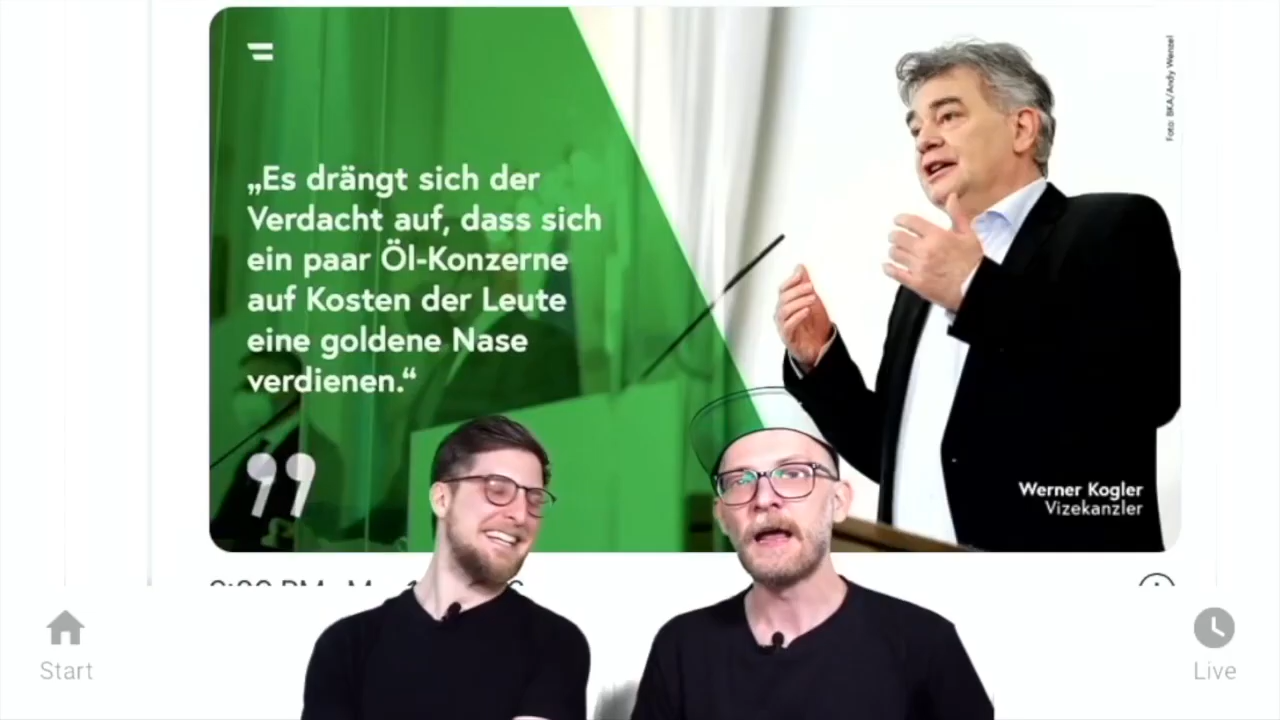 „Es drängt sich der
Verdacht auf, dass sich
ein paar Öl-Konzerne
auf Kosten der Leute
eine goldene Nase
verdienen.“
Foto: BKA/Andy Wenzel
Werner Kogler
Vizekanzler
Start
Live